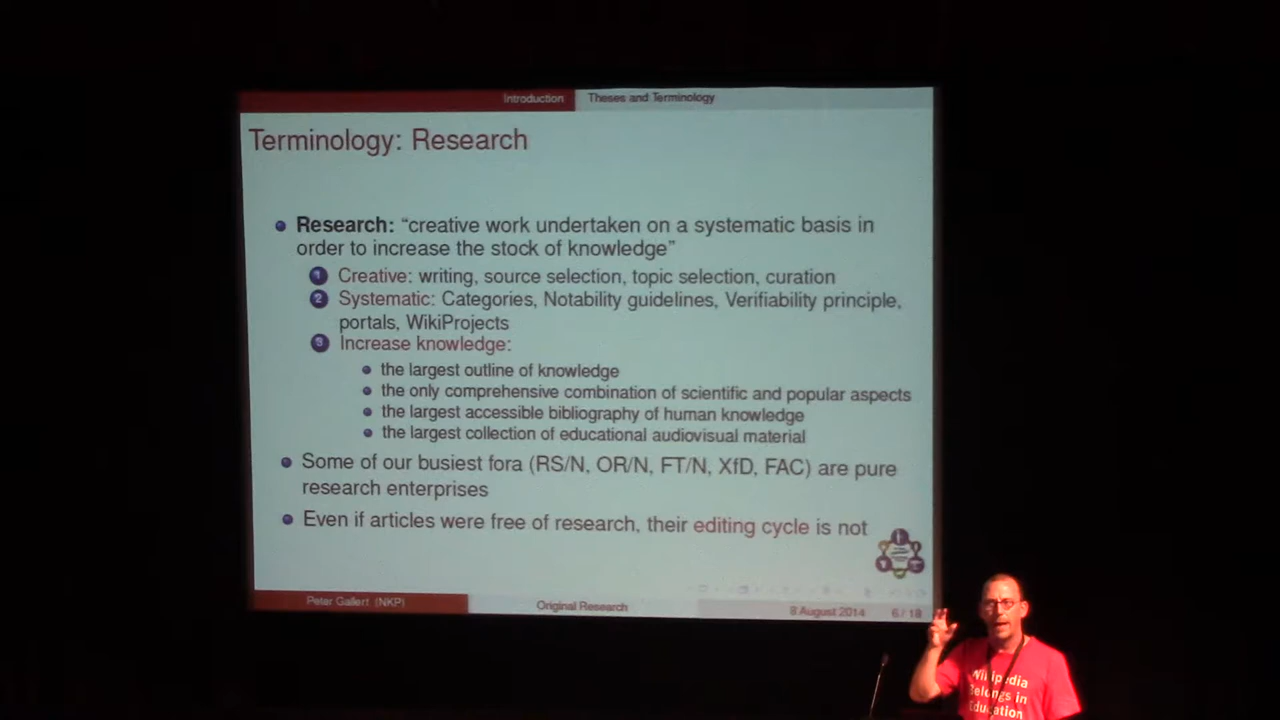 Introduction Theses and Terminology
Terminology: Research
Research: “creative work undertaken on a systematic basis in
order to increase the stock of knowledge”
1 Creative: writing, source selection, topic selection, curation
2 Systematic: Categories, Notability guidelines, Verifiability principle,
portals, WikiProjects
3 Increase knowledge:
the largest outline of knowledge
the only comprehensive combination of scientific and popular aspects
the largest accessible bibliography of human knowledge
the largest collection of educational audiovisual material
Some of our busiest fora (RS/N, OR/N, FT/N, XfD, FAC) are pure
research enterprises
Even if articles were free of research, their editing cycle is not
Peter Gallert (NKP) Original Research 8 August 2014 6 / 18
Wikipedia
Belongs in
Education